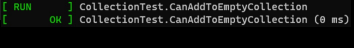 [ RUN      ] CollectionTest.CanAddToEmptyCollection
[       OK ] CollectionTest.CanAddToEmptyCollection (0 ms)